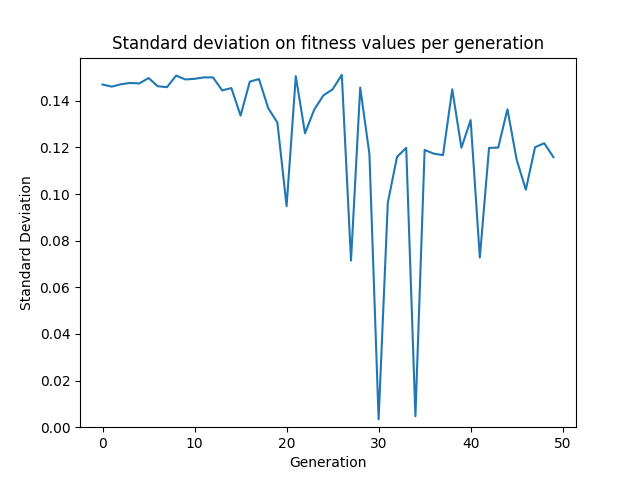 Standard deviation on fitness values per generation
Standard Deviation
0.14
0.12
0.10
0.08
0.06
0.04
0.02
0.00
0 10 20 30 40 50
Generation